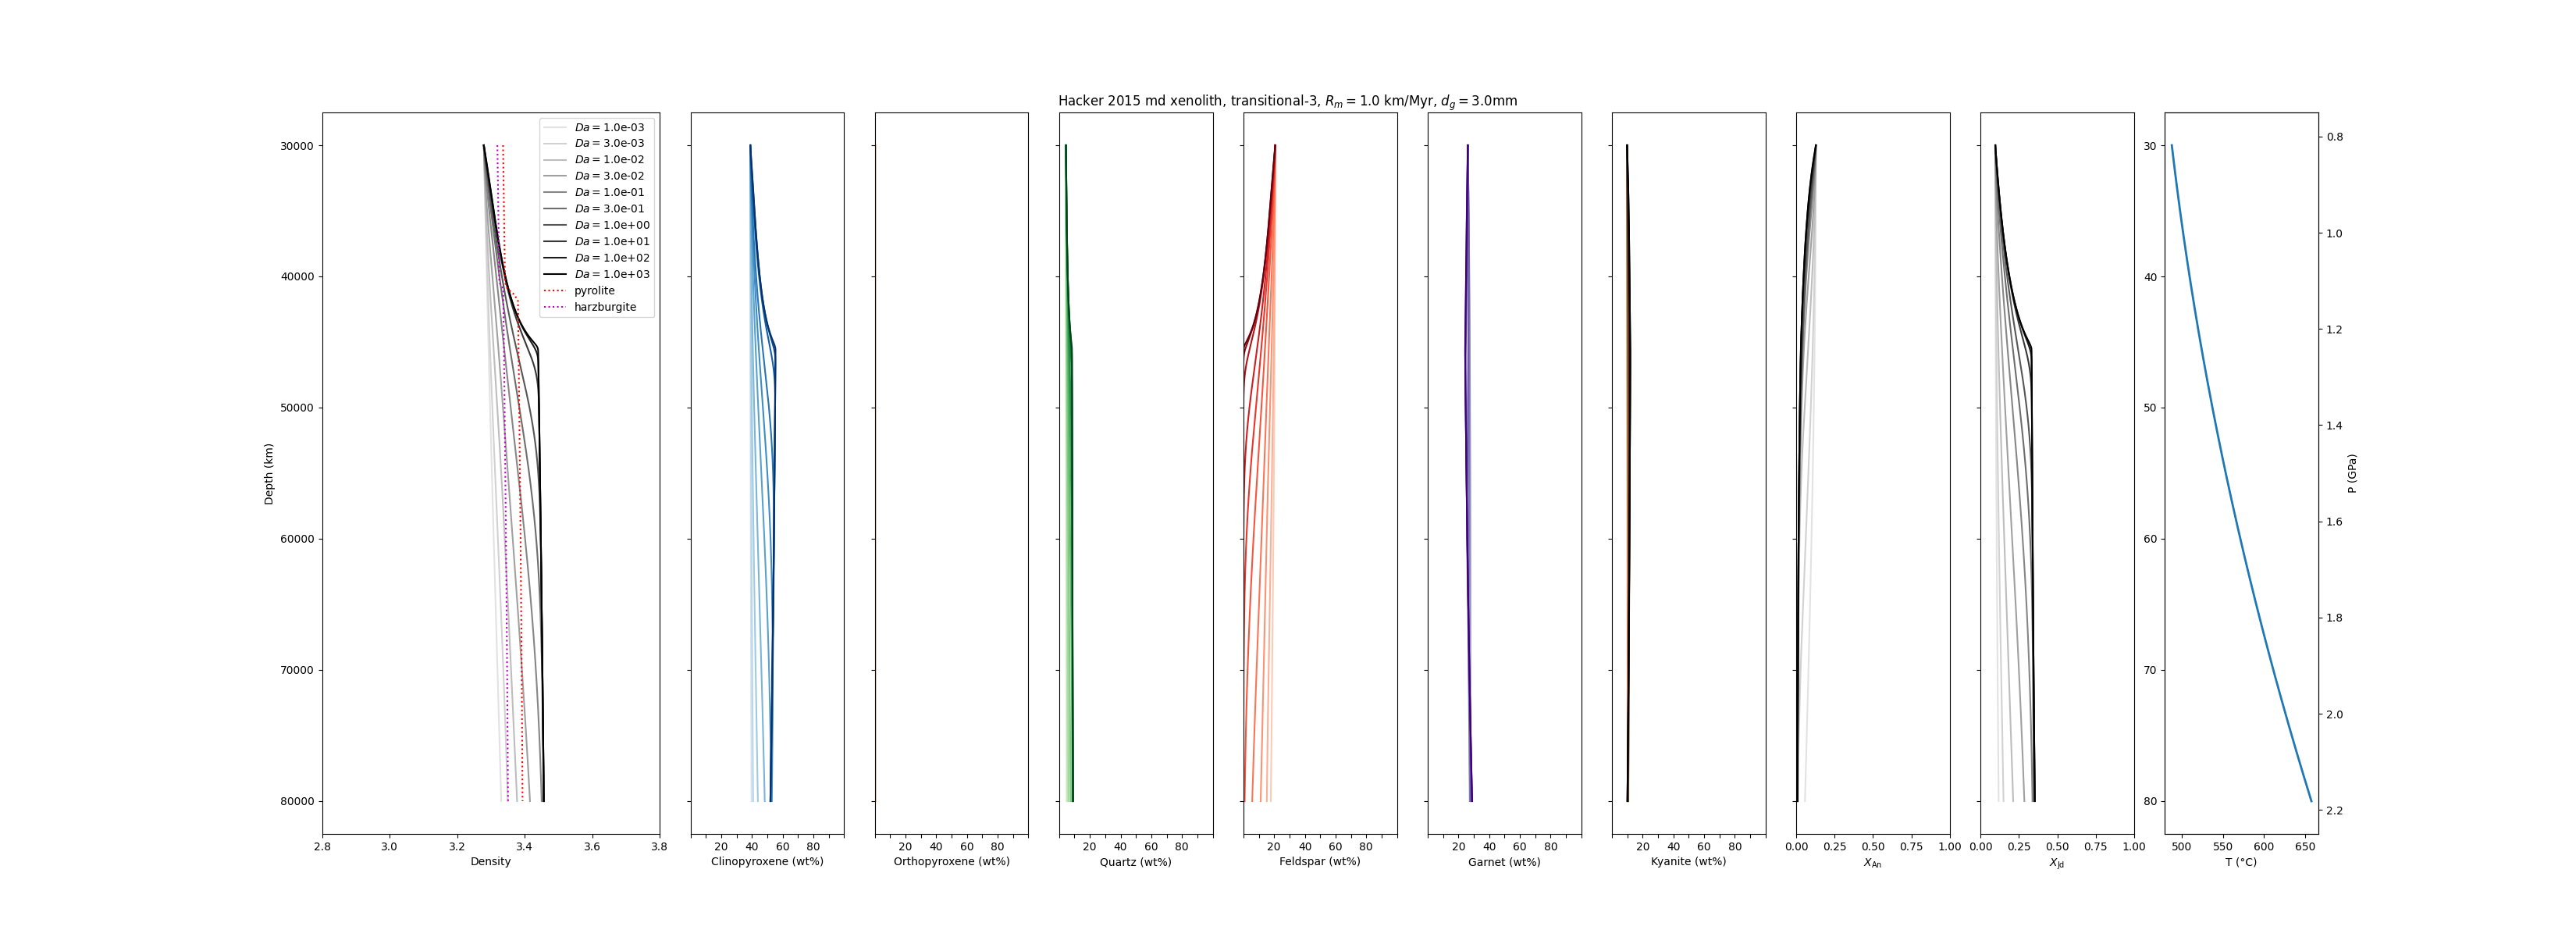 Hacker 2015 md xenolith, transitional-3, R_m = 1.0 km/Myr, d_g = 3.0mm
Da = 1.0e-03
Da = 3.0e-03
Da = 1.0e-02
Da = 3.0e-02
Da = 1.0e-01
Da = 3.0e-01
Da = 1.0e+00
Da = 1.0e+01
Da = 1.0e+02
Da = 1.0e+03
pyrolite
harzburgite
Depth (km)
30000
40000
50000
60000
70000
80000
2.8 3.0 3.2 3.4 3.6 3.8
Density
20 40 60 80
Clinopyroxene (wt%)
20 40 60 80
Orthopyroxene (wt%)
20 40 60 80
Quartz (wt%)
20 40 60 80
Feldspar (wt%)
20 40 60 80
Garnet (wt%)
20 40 60 80
Kyanite (wt%)
0.00 0.25 0.50 0.75 1.00
X_An
0.00 0.25 0.50 0.75 1.00
X_Jd
30
40
50
60
70
80
500 550 600 650
T (°C)
0.8
1.0
1.2
1.4
1.6
1.8
2.0
2.2
P (GPa)